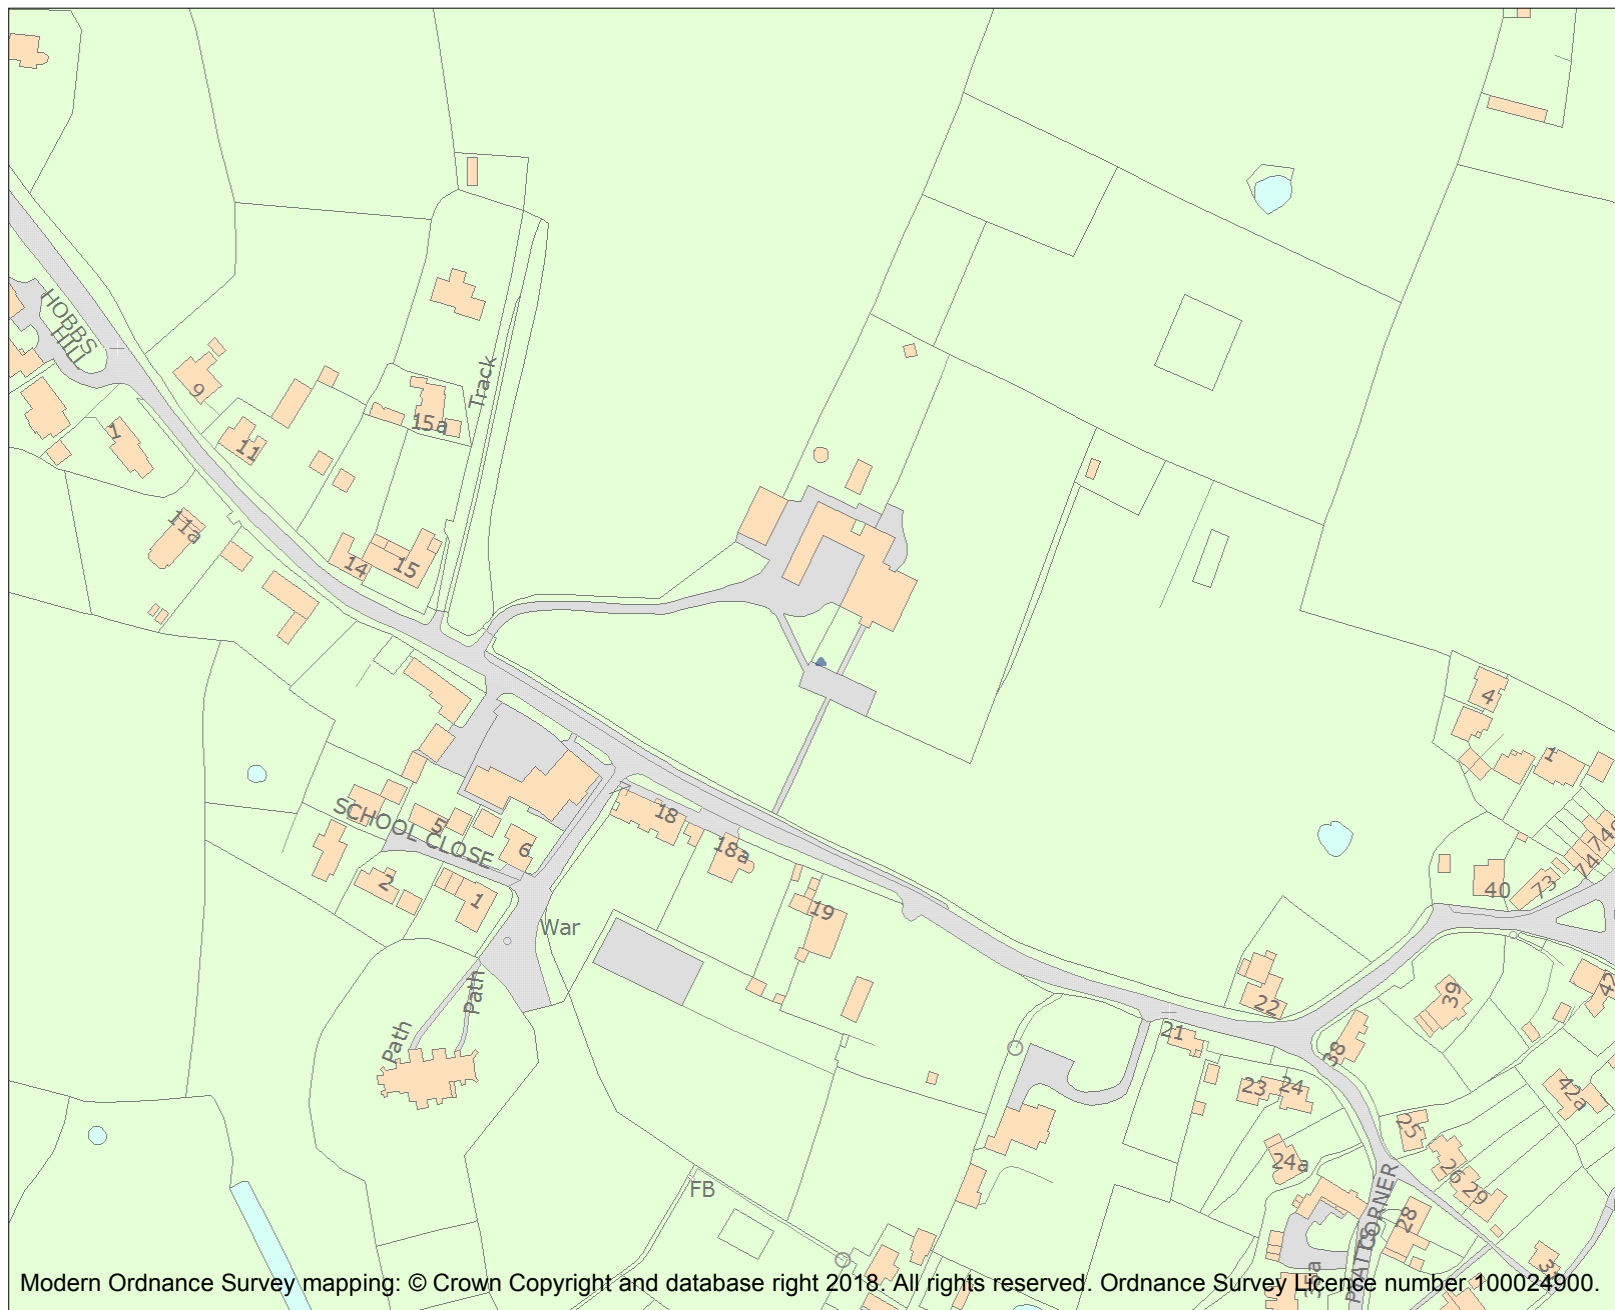 HOBBS
HILL
9
1
11
Track
15a
11a
14
15
4
1
18
SCHOOL CLOSE
5
6
18a
2
1
40
73
74
War
19
Path
Path
39
42
22
21
38
23
24
42a
25
24a
26
29
FB
28
PATTS CORNER
Modern Ordnance Survey mapping: © Crown Copyright and database right 2018. All rights reserved. Ordnance Survey Licence number 100024900.